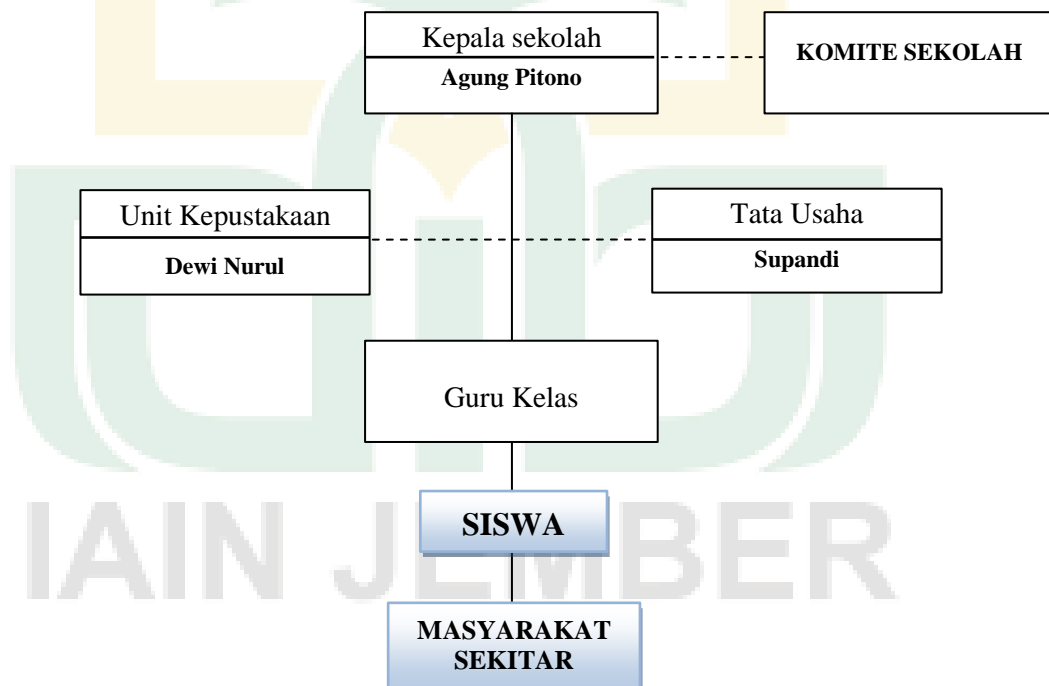 Kepala sekolah
Agung Pitono
KOMITE SEKOLAH
Unit Kepustakaan
Dewi Nurul
Tata Usaha
Supandi
Guru Kelas
SISWA
IAIN JEMBER
MASYARAKAT
SEKITAR